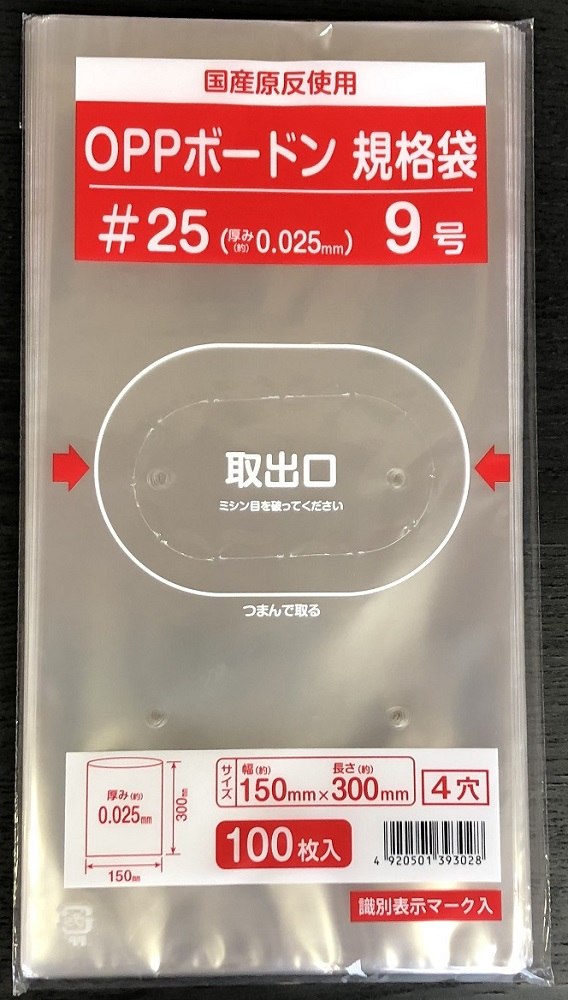 国産原反使用
OPPボードン 規格袋
#25 (厚み(約)0.025mm) 9号
取出口
ミシン目を破ってください
つまんで取る
厚み(約)
0.025mm
300mm
150mm
サイズ
幅(約) 長さ(約)
150mm×300mm
4穴
100枚入
4 920501 393028
識別表示マーク入